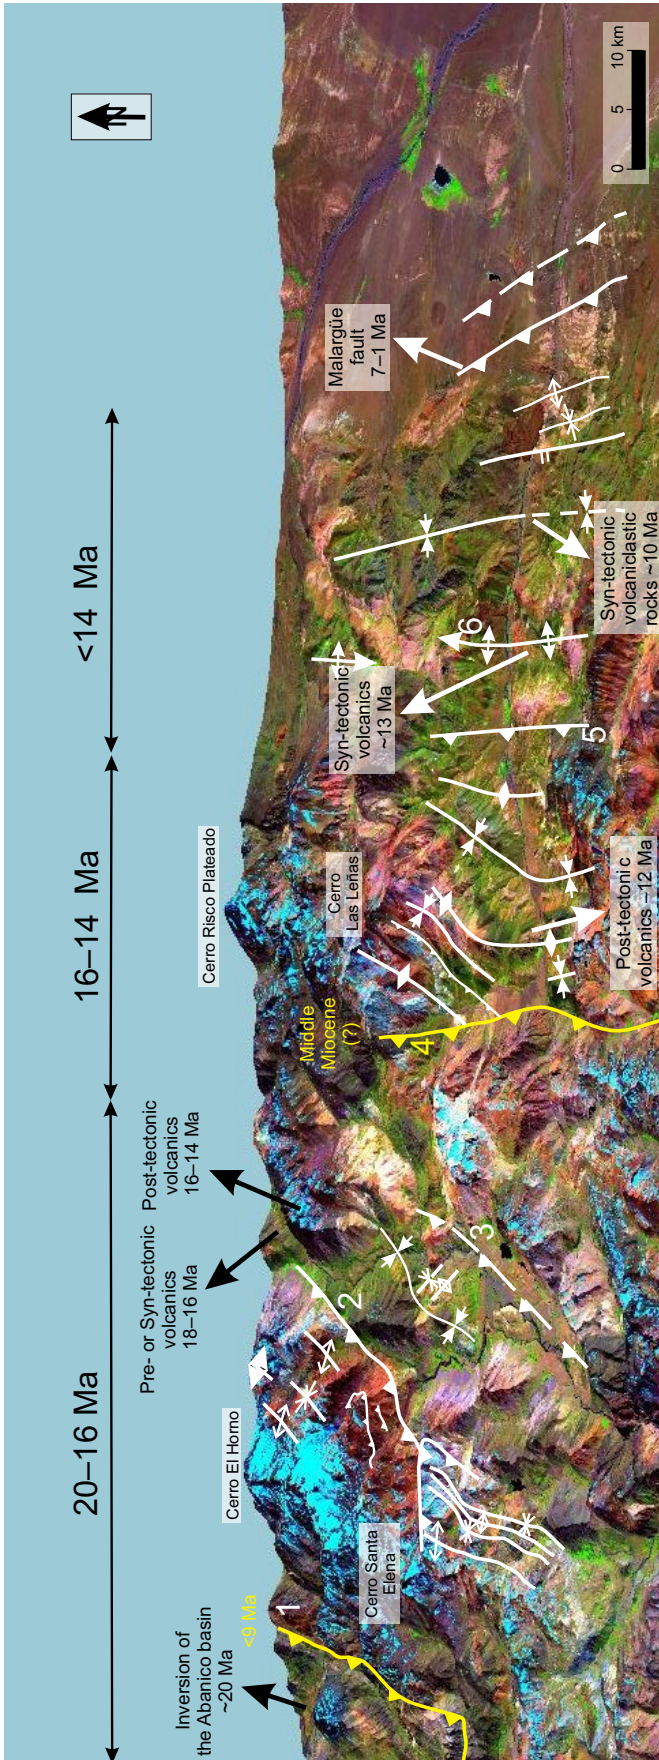 20–16 Ma
16–14 Ma
<14 Ma
N
Pre- or Syn-tectonic
volcanics
18–16 Ma
Post-tectonic
volcanics
16–14 Ma
Cerro Risco Plateado
Cerro El Horno
Inversion of
the Abanico basin
~20 Ma
<9 Ma
1
Cerro Santa
Elena
2
3
Middle
Miocene
(?)
4
Cerro
Las Leñas
Post-tectonic
volcanics ~12 Ma
5
Syn-tectonic
volcanics
~13 Ma
6
Syn-tectonic
volcaniclastic
rocks ~10 Ma
Malargüe
fault
7–1 Ma
0 5 10 km